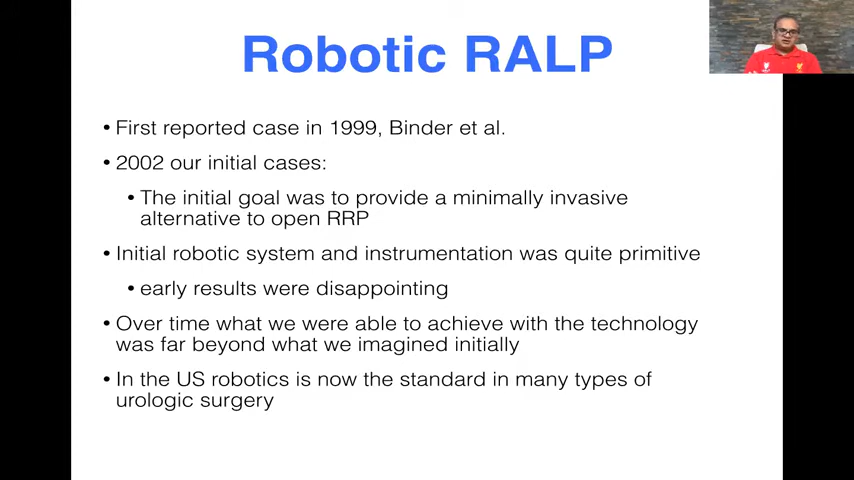 Robotic RALP
• First reported case in 1999, Binder et al.
• 2002 our initial cases:
• The initial goal was to provide a minimally invasive
alternative to open RRP
• Initial robotic system and instrumentation was quite primitive
• early results were disappointing
• Over time what we were able to achieve with the technology
was far beyond what we imagined initially
• In the US robotics is now the standard in many types of
urologic surgery